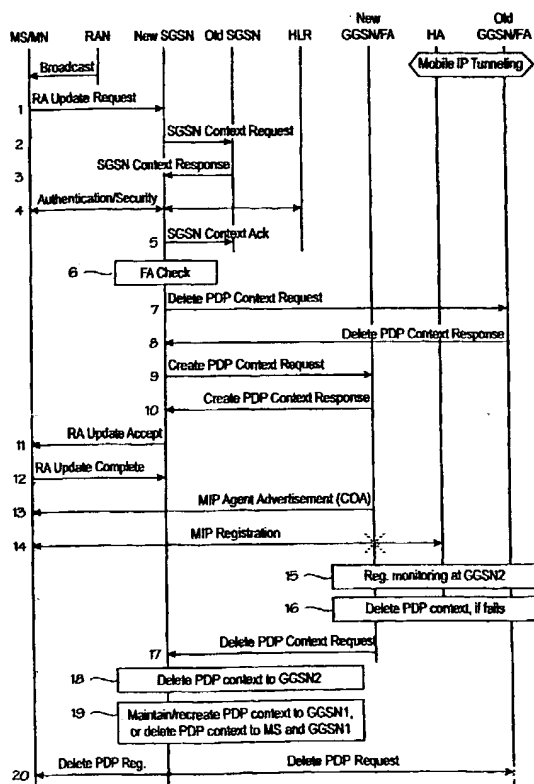 New
Old
MS/MN
RAN
New SGSN
Old SGSN
HLR
GGSN/FA
HA
GGSN/FA
Broadcast
Mobile IP Tunneling
RA Update Request
1
SGSN Context Request
2
SGSN Context Response
3
Authentication/Security
4
SGSN Context Ack
5
6
FA Check
Delete PDP Context Request
7
Delete PDP Context Response
8
Create PDP Context Request
9
Create PDP Context Response
10
RA Update Accept
11
RA Update Complete
12
MIP Agent Advertisement (COA)
13
MIP Registration
14
15
Reg. monitoring at GGSN2
16
Delete PDP context, if fails
Delete PDP Context Request
17
18
Delete PDP context to GGSN2
19
Maintain/recreate PDP context to GGSN1,
or delete PDP context to MS and GGSN1
Delete PDP Reg.
Delete PDP Request
20